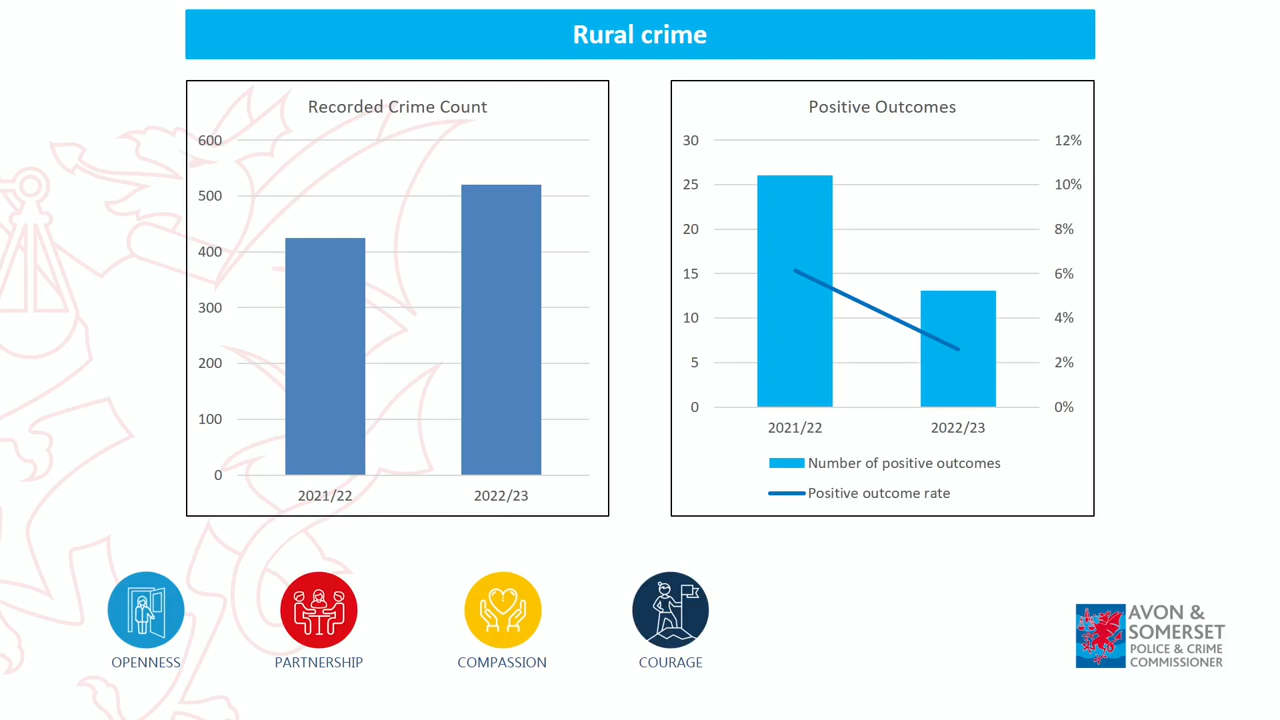 Rural crime
Recorded Crime Count
600
500
400
300
200
100
0
2021/22
2022/23
Positive Outcomes
30
25
20
15
10
5
0
12%
10%
8%
6%
4%
2%
0%
2021/22
2022/23
Number of positive outcomes
Positive outcome rate
OPENNESS
PARTNERSHIP
COMPASSION
COURAGE
AVON &
SOMERSET
POLICE & CRIME
COMMISSIONER